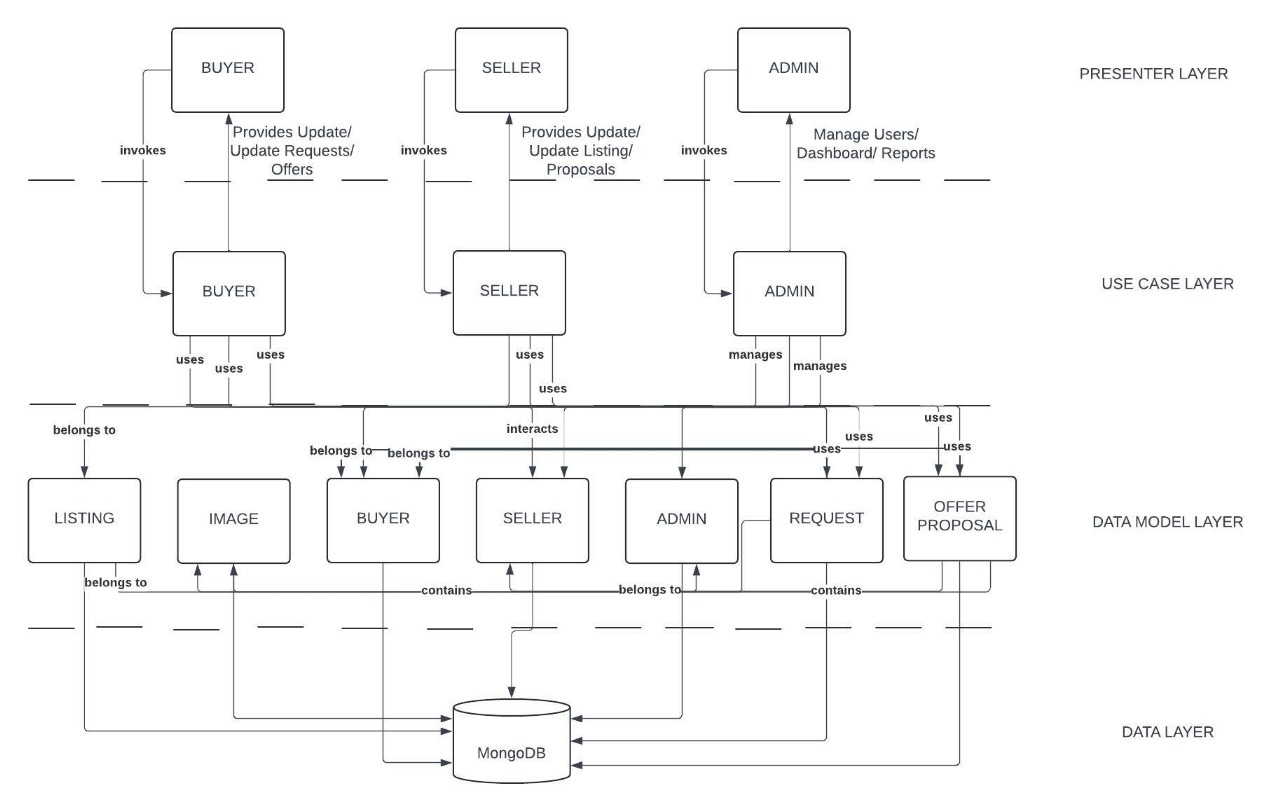 BUYER
SELLER
ADMIN
PRESENTER LAYER
Provides Update/
Update Requests/
Offers
Provides Update/
Update Listing/
Proposals
Manage Users/
Dashboard/ Reports
invokes
invokes
invokes
BUYER
SELLER
ADMIN
USE CASE LAYER
uses
uses
uses
uses
uses
manages
manages
belongs to
belongs to
belongs to
interacts
uses
uses
uses
uses
LISTING
IMAGE
BUYER
SELLER
ADMIN
REQUEST
OFFER
PROPOSAL
DATA MODEL LAYER
belongs to
contains
belongs to
contains
MongoDB
DATA LAYER